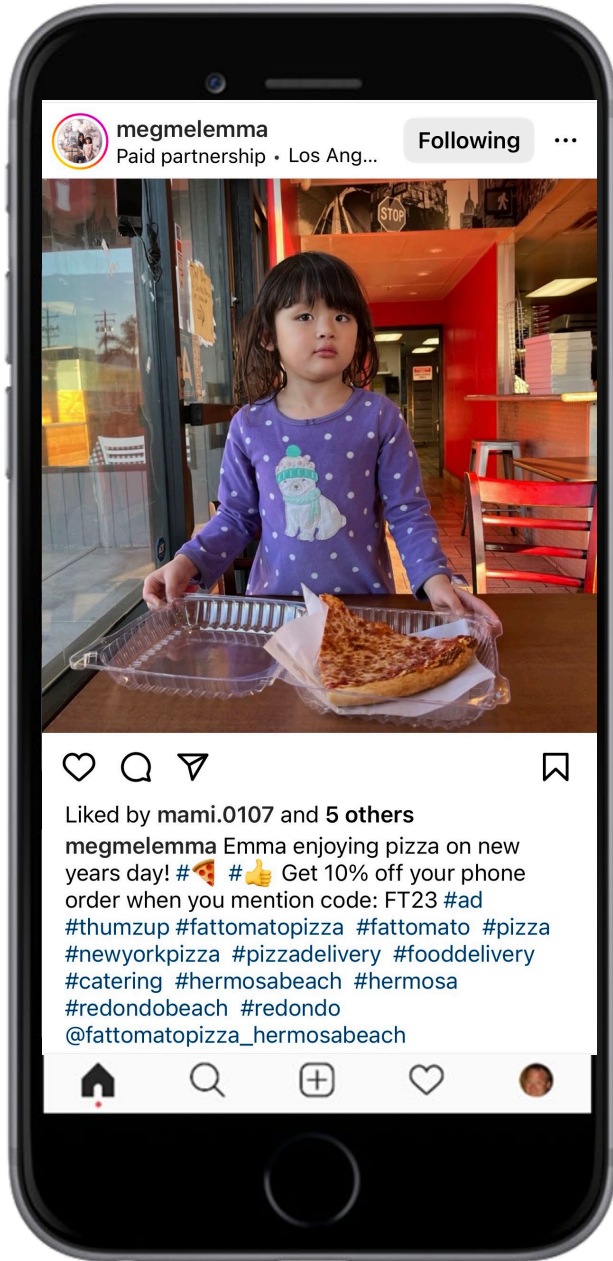 megmelemma
Paid partnership • Los Ang...
Following
STOP
Liked by mami.0107 and 5 others
megmelemma Emma enjoying pizza on new
years day! #🍕 #👍 Get 10% off your phone
order when you mention code: FT23 #ad
#thumzup #fattomatopizza #fattomato #pizza
#newyorkpizza #pizzadelivery #fooddelivery
#catering #hermosabeach #hermosa
#redondobeach #redondo
@fattomatopizza_hermosabeach